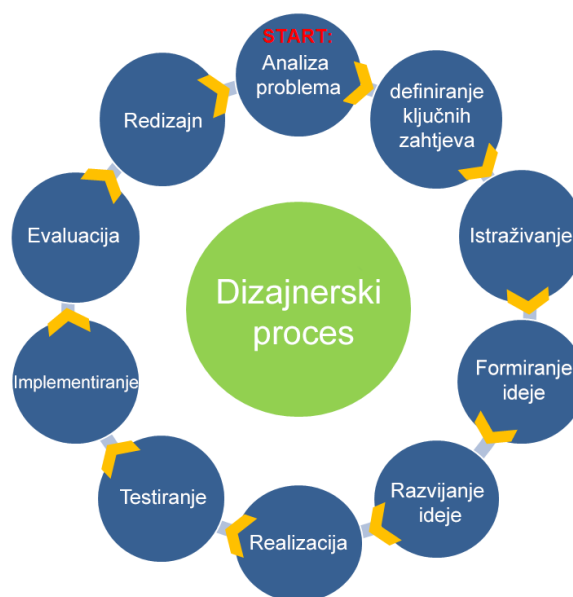 START:
Analiza
problema
definiranje
ključnih
zahtjeva
Istraživanje
Formiranje
ideje
Razvijanje
ideje
Realizacija
Testiranje
Implementiranje
Evaluacija
Redizajn
Dizajnerski
proces